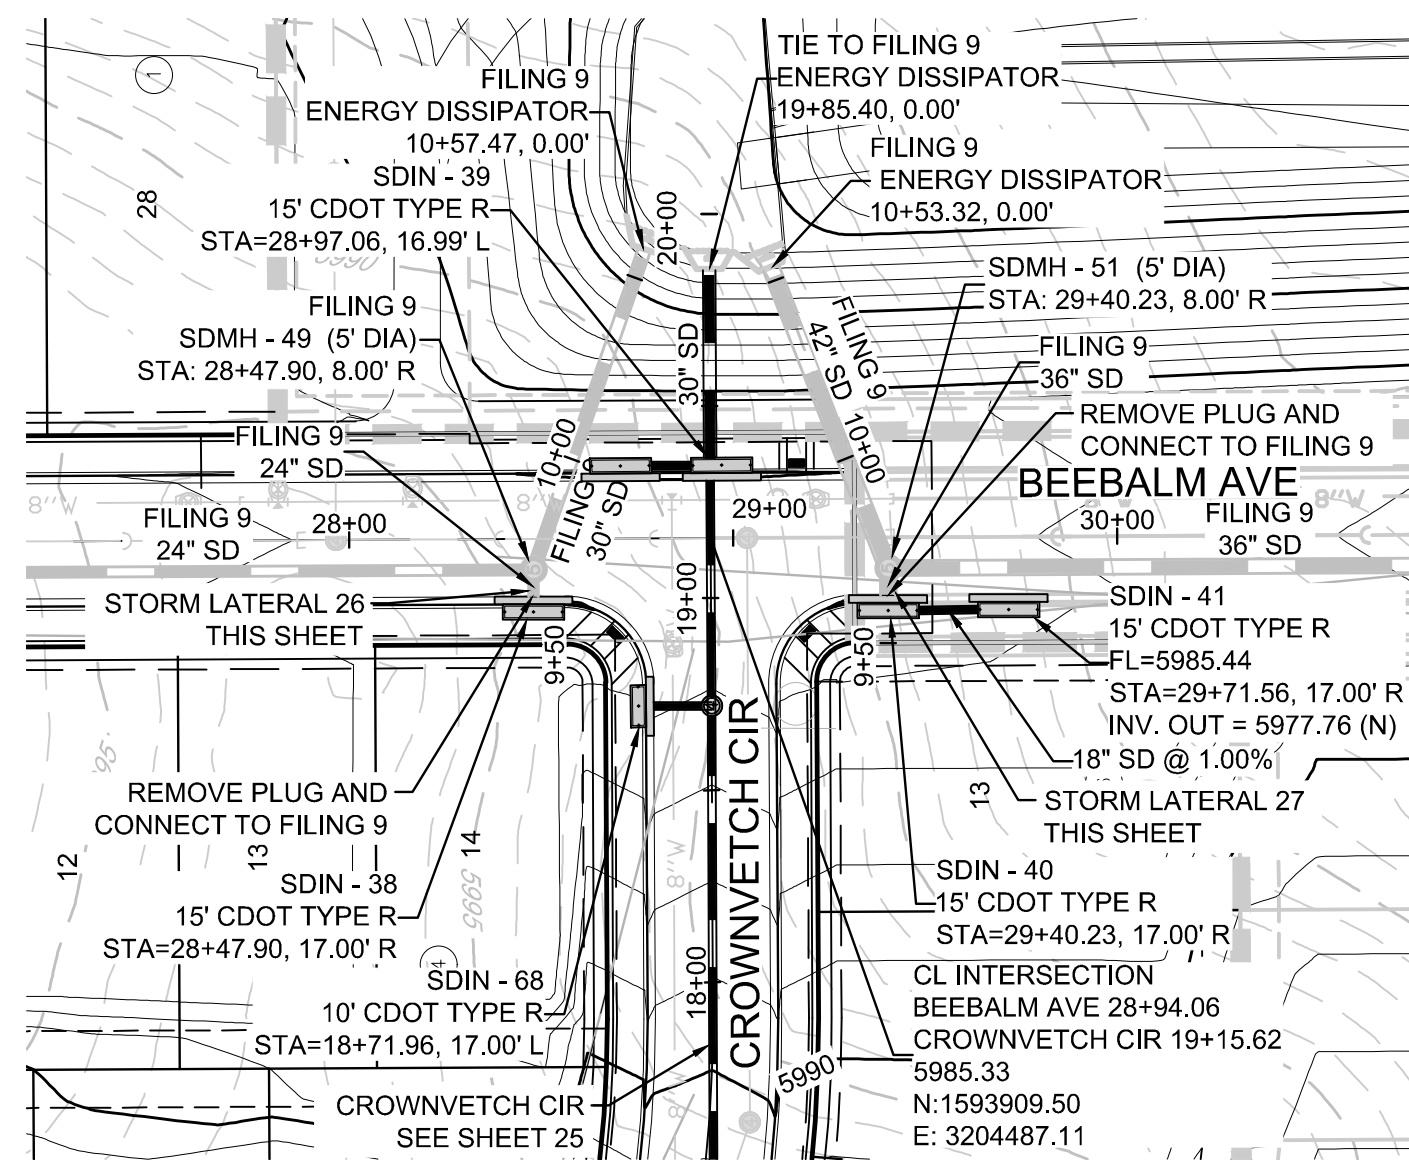 TIE TO FILING 9
ENERGY DISSIPATOR
19+85.40, 0.00'
FILING 9
ENERGY DISSIPATOR
10+57.47, 0.00'
FILING 9
ENERGY DISSIPATOR
10+53.32, 0.00'
1
28
SDIN - 39
15' CDOT TYPE R
STA=28+97.06, 16.99' L
5990
20+00
SDMH - 51 (5' DIA)
STA: 29+40.23, 8.00' R
FILING 9
SDMH - 49 (5' DIA)
STA: 28+47.90, 8.00' R
30" SD
FILING 9
42" SD
10+00
FILING 9
36" SD
REMOVE PLUG AND
CONNECT TO FILING 9
FILING 9
24" SD
10+00
BEEBALM AVE
8"W
8"W
FILING 9
24" SD
28+00
FILING
30" SD
29+00
30+00
FILING 9
36" SD
STORM LATERAL 26
THIS SHEET
19+00
9+50
9+50
SDIN - 41
15' CDOT TYPE R
FL=5985.44
STA=29+71.56, 17.00' R
INV. OUT = 5977.76 (N)
18" SD @ 1.00%
CROWNVETCH CIR
REMOVE PLUG AND
CONNECT TO FILING 9
13
STORM LATERAL 27
THIS SHEET
12
13
14
5995
8"W
SDIN - 38
15' CDOT TYPE R
STA=28+47.90, 17.00' R
SDIN - 40
15' CDOT TYPE R
STA=29+40.23, 17.00' R
SDIN - 68
10' CDOT TYPE R
STA=18+71.96, 17.00' L
18+00
CL INTERSECTION
BEEBALM AVE 28+94.06
CROWNVETCH CIR 19+15.62
5985.33
N:1593909.50
E: 3204487.11
5990
8"W
CROWNVETCH CIR
SEE SHEET 25